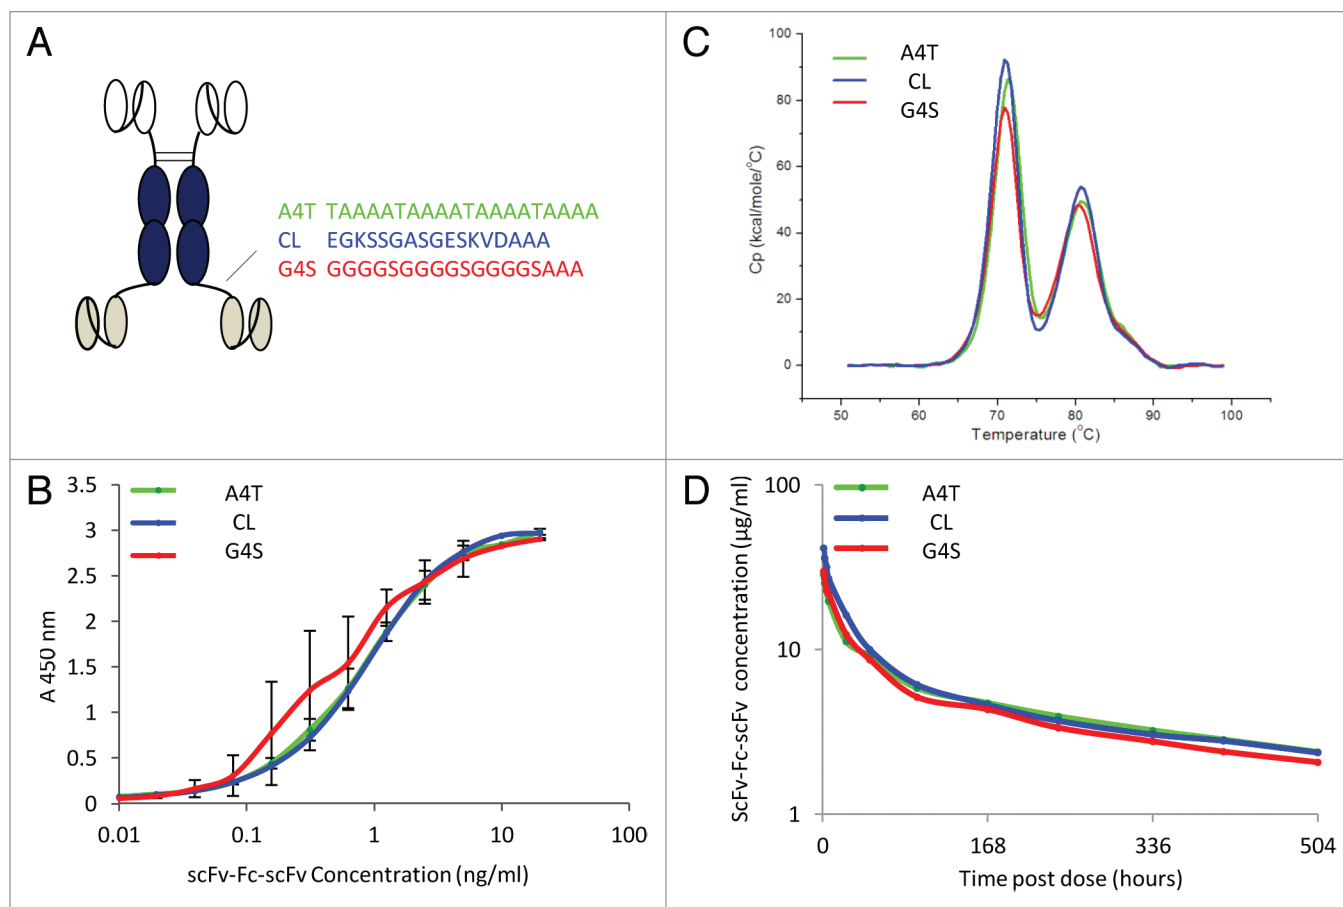 A
A4T TAAAATAAAATAAAATAAAA
CL EGKSSGASGESKVDAAA
G4S GGGGSGGGGSGGGGSAAA
C
A4T
CL
G4S
100
80
60
40
20
0
Cp (kcal/mole/°C)
50 60 70 80 90 100
Temperature (°C)
B
A4T
CL
G4S
3.5
3
2.5
2
1.5
1
0.5
0
A 450 nm
0.01 0.1 1 10 100
scFv-Fc-scFv Concentration (ng/ml)
D
A4T
CL
G4S
100
10
1
ScFv-Fc-scFv concentration (µg/ml)
0 168 336 504
Time post dose (hours)